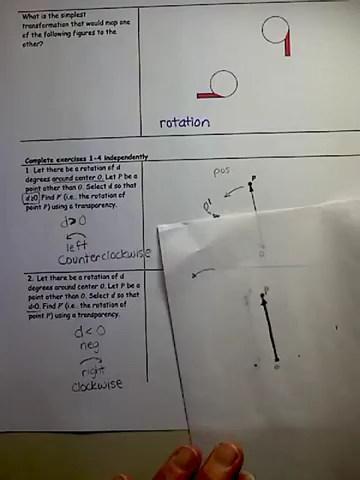 What is the simplest
transformation that would map one
of the following figures to the
other?
rotation
Complete exercises 1-4 independently
1. Let there be a rotation of d
degrees around center O. Let P be a
point other than O. Select d so that
d≥0. Find P' (i.e., the rotation of
point P) using a transparency.
d>0
left
Counterclockwise
pos
P
P'
O
2. Let there be a rotation of d
degrees around center O. Let P be a
point other than O. Select d so that
d<0. Find P' (i.e., the rotation of
point P) using a transparency.
d<0
neg
right
clockwise
P
O